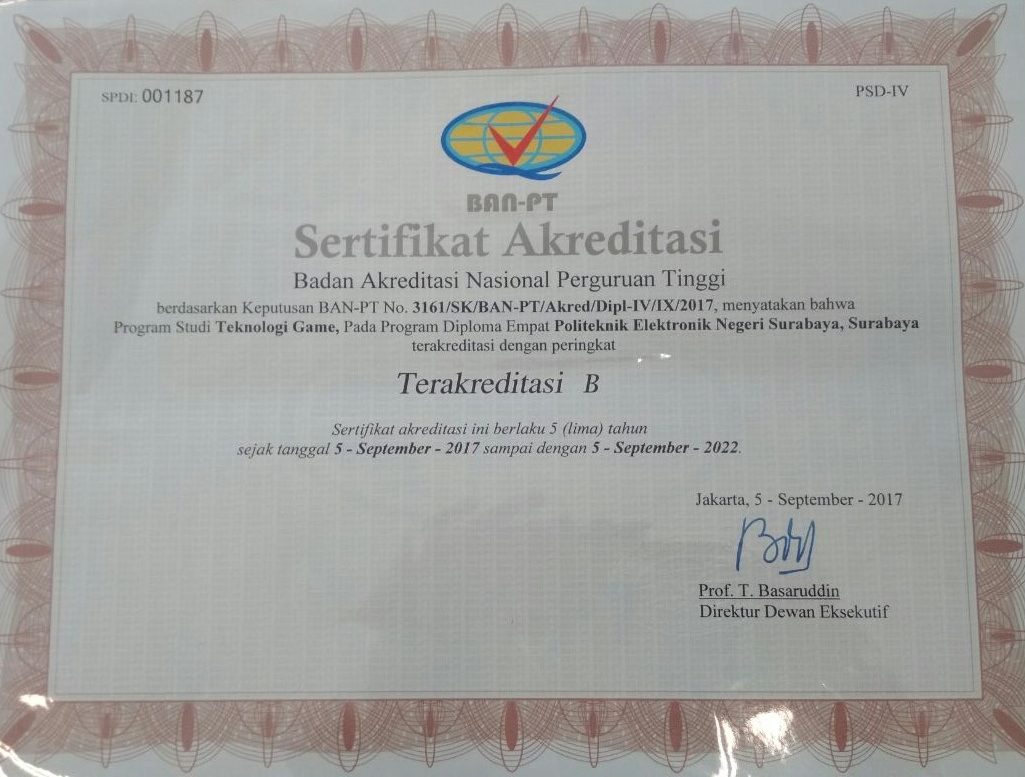 SPDI: 001187
PSD-IV
BAN-PT
Sertifikat Akreditasi
Badan Akreditasi Nasional Perguruan Tinggi
berdasarkan Keputusan BAN-PT No. 3161/SK/BAN-PT/Akred/Dipl-IV/IX/2017, menyatakan bahwa
Program Studi Teknologi Game, Pada Program Diploma Empat Politeknik Elektronik Negeri Surabaya, Surabaya
terakreditasi dengan peringkat
Terakreditasi B
Sertifikat akreditasi ini berlaku 5 (lima) tahun
sejak tanggal 5 - September - 2017 sampai dengan 5 - September - 2022.
Jakarta, 5 - September - 2017
Prof. T. Basaruddin
Direktur Dewan Eksekutif